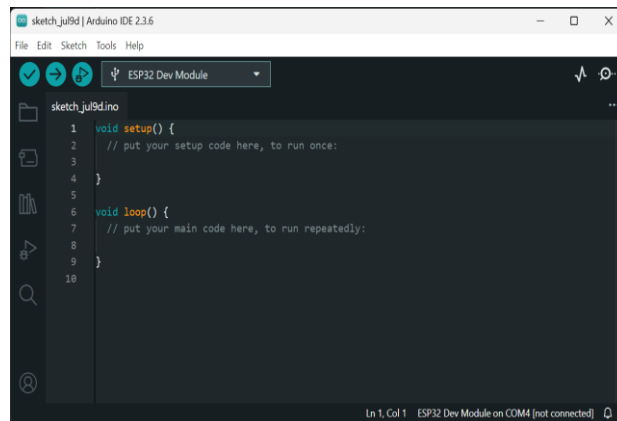 sketch_jul9d | Arduino IDE 2.3.6
File Edit Sketch Tools Help
ESP32 Dev Module
sketch_jul9d.ino
1 void setup() {
2 // put your setup code here, to run once:
3
4 }
5
6 void loop() {
7 // put your main code here, to run repeatedly:
8
9 }
10
Ln 1, Col 1 ESP32 Dev Module on COM4 [not connected]